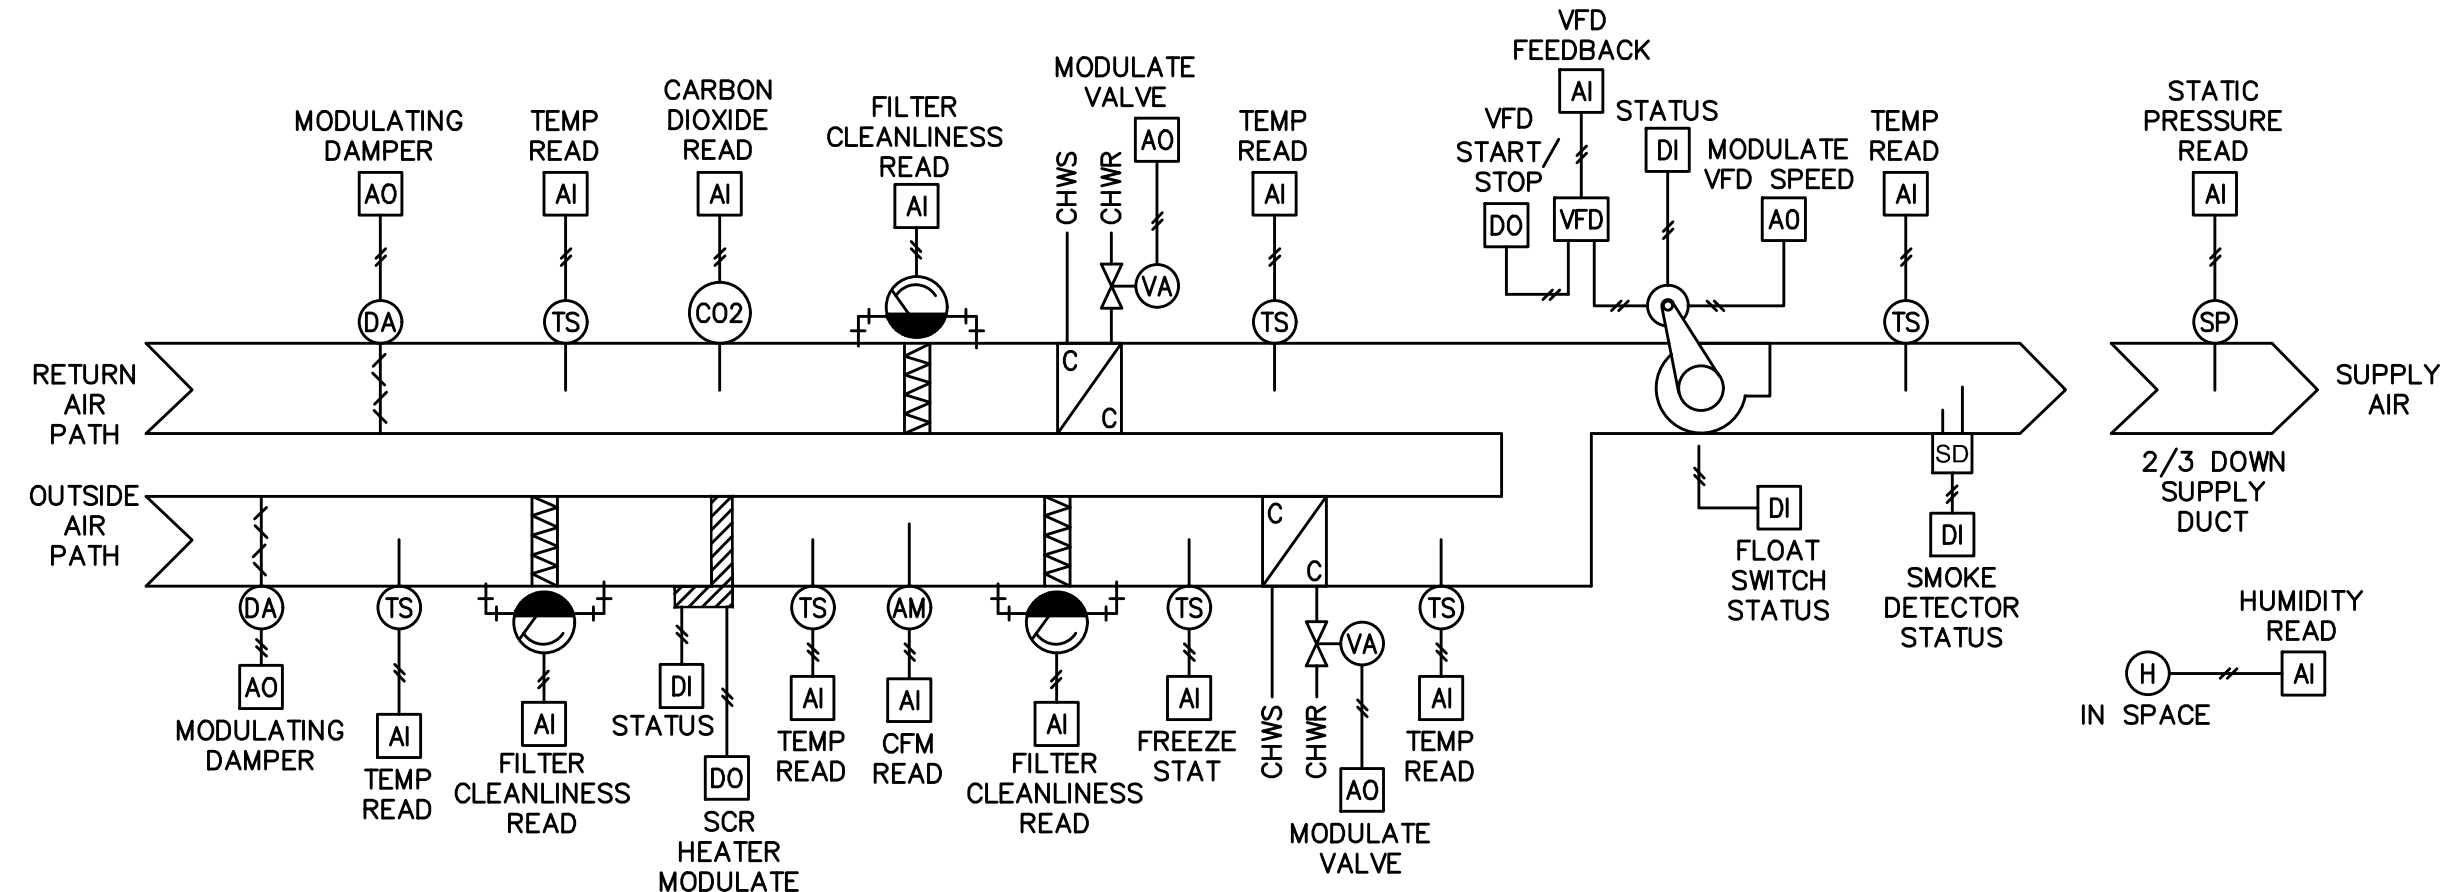 VFD
FEEDBACK
AI
MODULATE
VALVE
AO
CARBON
DIOXIDE
READ
AI
FILTER
CLEANLINESS
READ
AI
MODULATING
DAMPER
AO
TEMP
READ
AI
CHWS
CHWR
TEMP
READ
AI
VFD
START/
STOP
DO
VFD
STATUS
DI
MODULATE
VFD SPEED
AO
TEMP
READ
AI
STATIC
PRESSURE
READ
AI
DA
TS
CO2
VA
TS
TS
SP
RETURN
AIR
PATH
C
C
SUPPLY
AIR
SD
DI
SMOKE
DETECTOR
STATUS
2/3 DOWN
SUPPLY
DUCT
DI
FLOAT
SWITCH
STATUS
OUTSIDE
AIR
PATH
C
C
DA
TS
TS
AM
TS
VA
TS
AO
MODULATING
DAMPER
AI
TEMP
READ
AI
FILTER
CLEANLINESS
READ
DI
STATUS
DO
SCR
HEATER
MODULATE
AI
TEMP
READ
AI
CFM
READ
AI
FILTER
CLEANLINESS
READ
AI
FREEZE
STAT
CHWS
CHWR
AO
MODULATE
VALVE
AI
TEMP
READ
HUMIDITY
READ
H
AI
IN SPACE